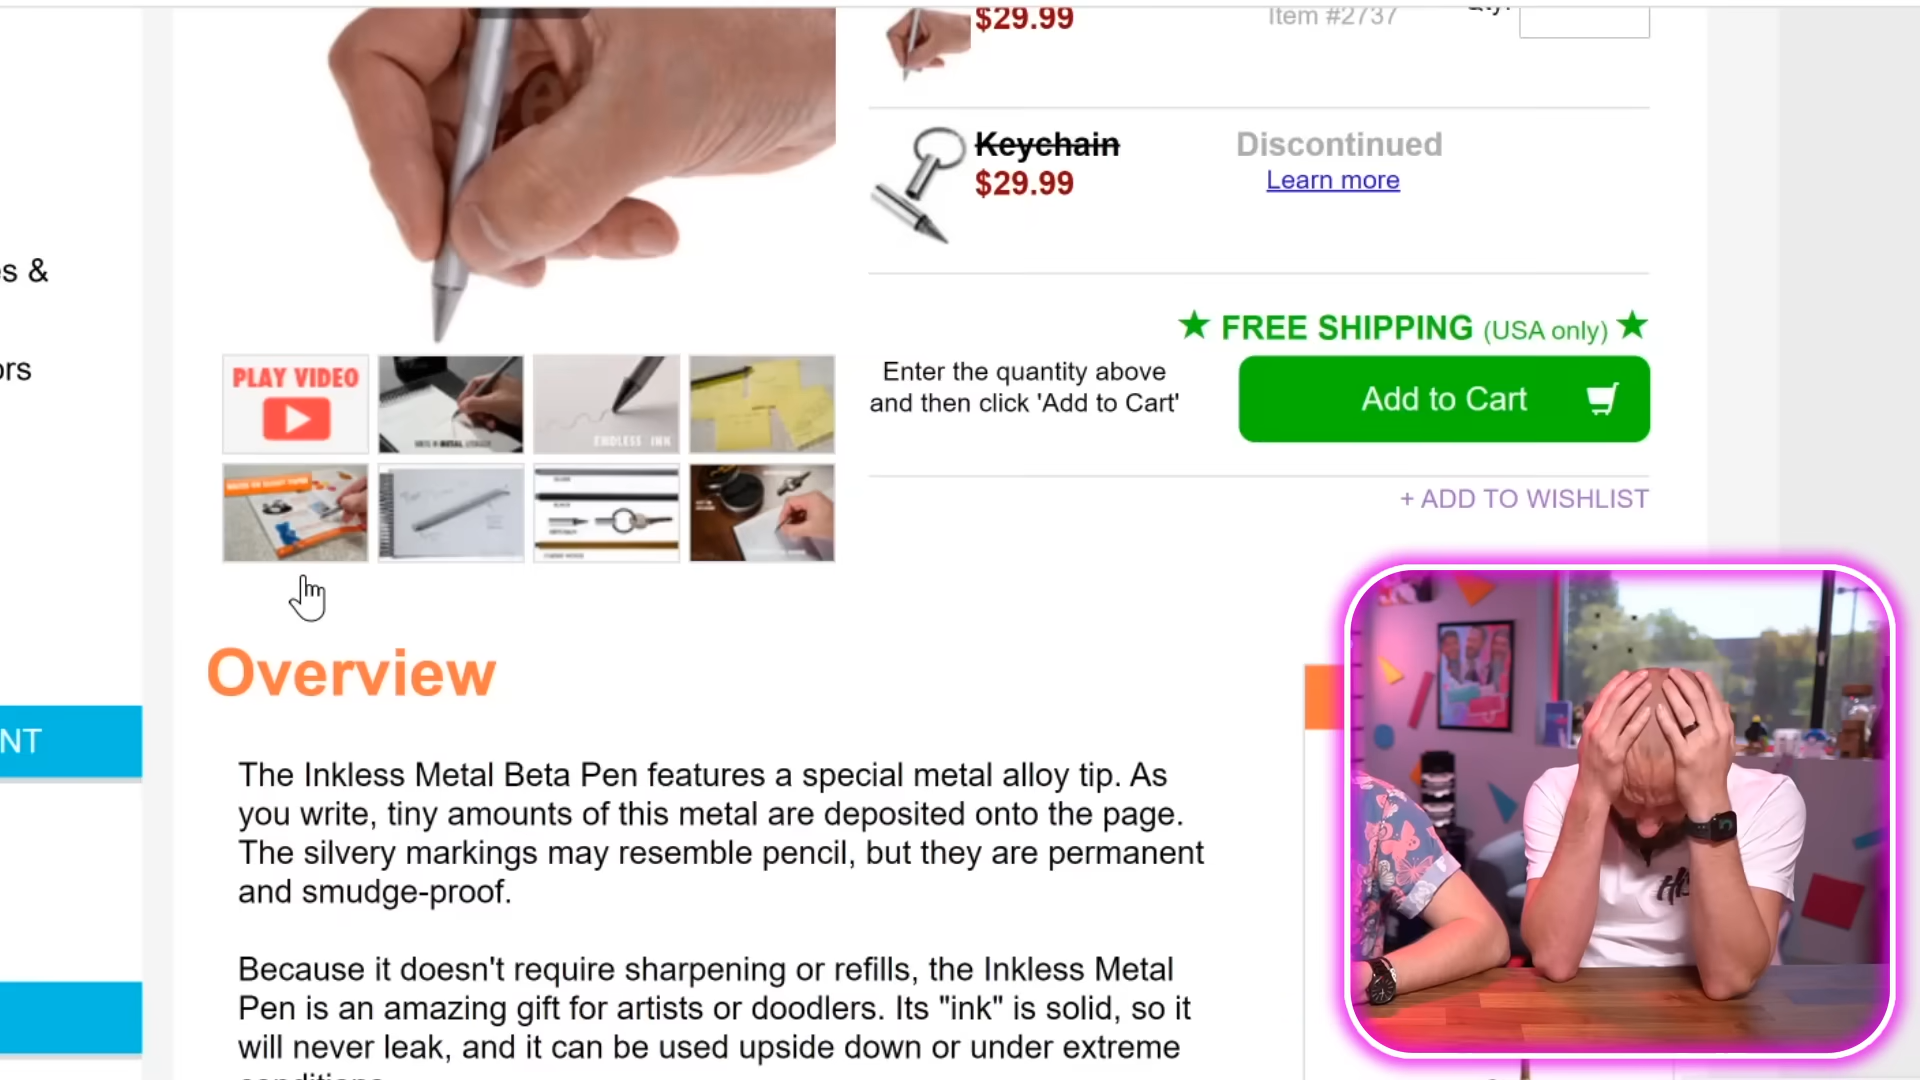 $29.99
Item #2737
Keychain
Discontinued
$29.99
Learn more
s &
★ FREE SHIPPING (USA only) ★
Enter the quantity above
and then click 'Add to Cart'
Add to Cart
PLAY VIDEO
ENDLESS INK
+ ADD TO WISHLIST
Overview
NT
The Inkless Metal Beta Pen features a special metal alloy tip. As
you write, tiny amounts of this metal are deposited onto the page.
The silvery markings may resemble pencil, but they are permanent
and smudge-proof.
Because it doesn't require sharpening or refills, the Inkless Metal
Pen is an amazing gift for artists or doodlers. Its "ink" is solid, so it
will never leak, and it can be used upside down or under extreme